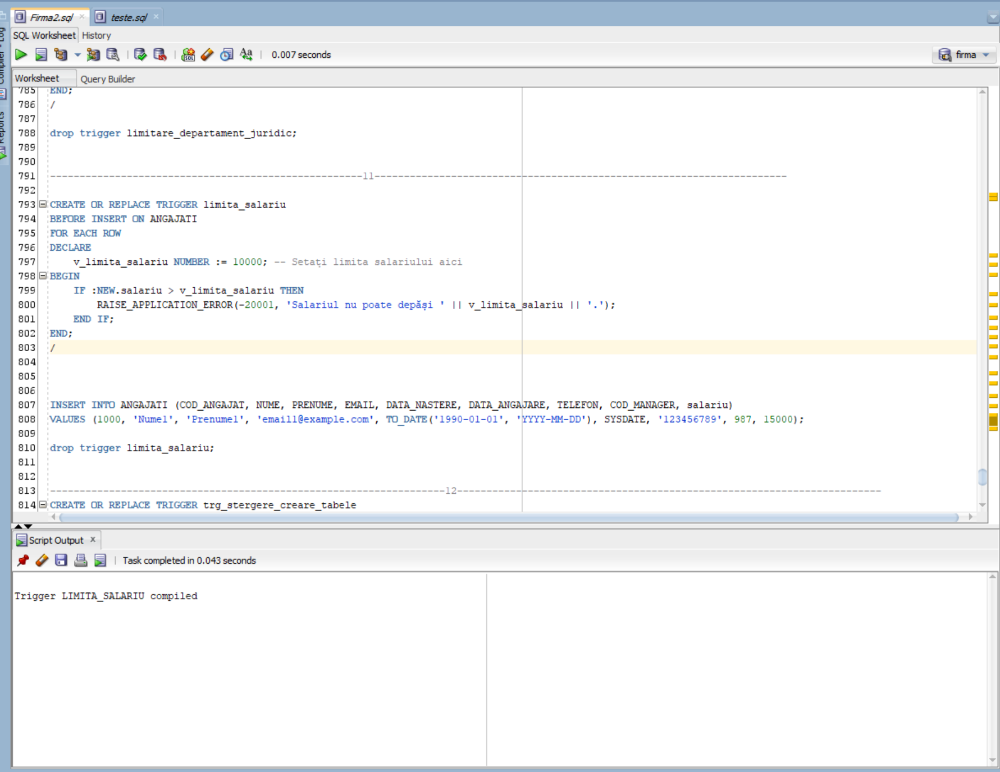 Firma2.sql × teste.sql ×
SQL Worksheet History
0.007 seconds
firma
Worksheet Query Builder
Compiler - Log
Reports
785 END;
786 /
787
788 drop trigger limitare_departament_juridic;
789
790
791 -----------------------------------------------------11----------------------------------------------------------------------
792
793 CREATE OR REPLACE TRIGGER limita_salariu
794 BEFORE INSERT ON ANGAJATI
795 FOR EACH ROW
796 DECLARE
797 v_limita_salariu NUMBER := 10000; -- Setați limita salariului aici
798 BEGIN
799 IF :NEW.salariu > v_limita_salariu THEN
800 RAISE_APPLICATION_ERROR(-20001, 'Salariul nu poate depăși ' || v_limita_salariu || '.');
801 END IF;
802 END;
803 /
804
805
806
807 INSERT INTO ANGAJATI (COD_ANGAJAT, NUME, PRENUME, EMAIL, DATA_NASTERE, DATA_ANGAJARE, TELEFON, COD_MANAGER, salariu)
808 VALUES (1000, 'Nume1', 'Prenume1', 'email1@example.com', TO_DATE('1990-01-01', 'YYYY-MM-DD'), SYSDATE, '123456789', 987, 15000);
809
810 drop trigger limita_salariu;
811
812
813 -------------------------------------------------------------------12------------------------------------------------------------------------
814 CREATE OR REPLACE TRIGGER trg_stergere_creare_tabele
Script Output ×
Task completed in 0.043 seconds
Trigger LIMITA_SALARIU compiled